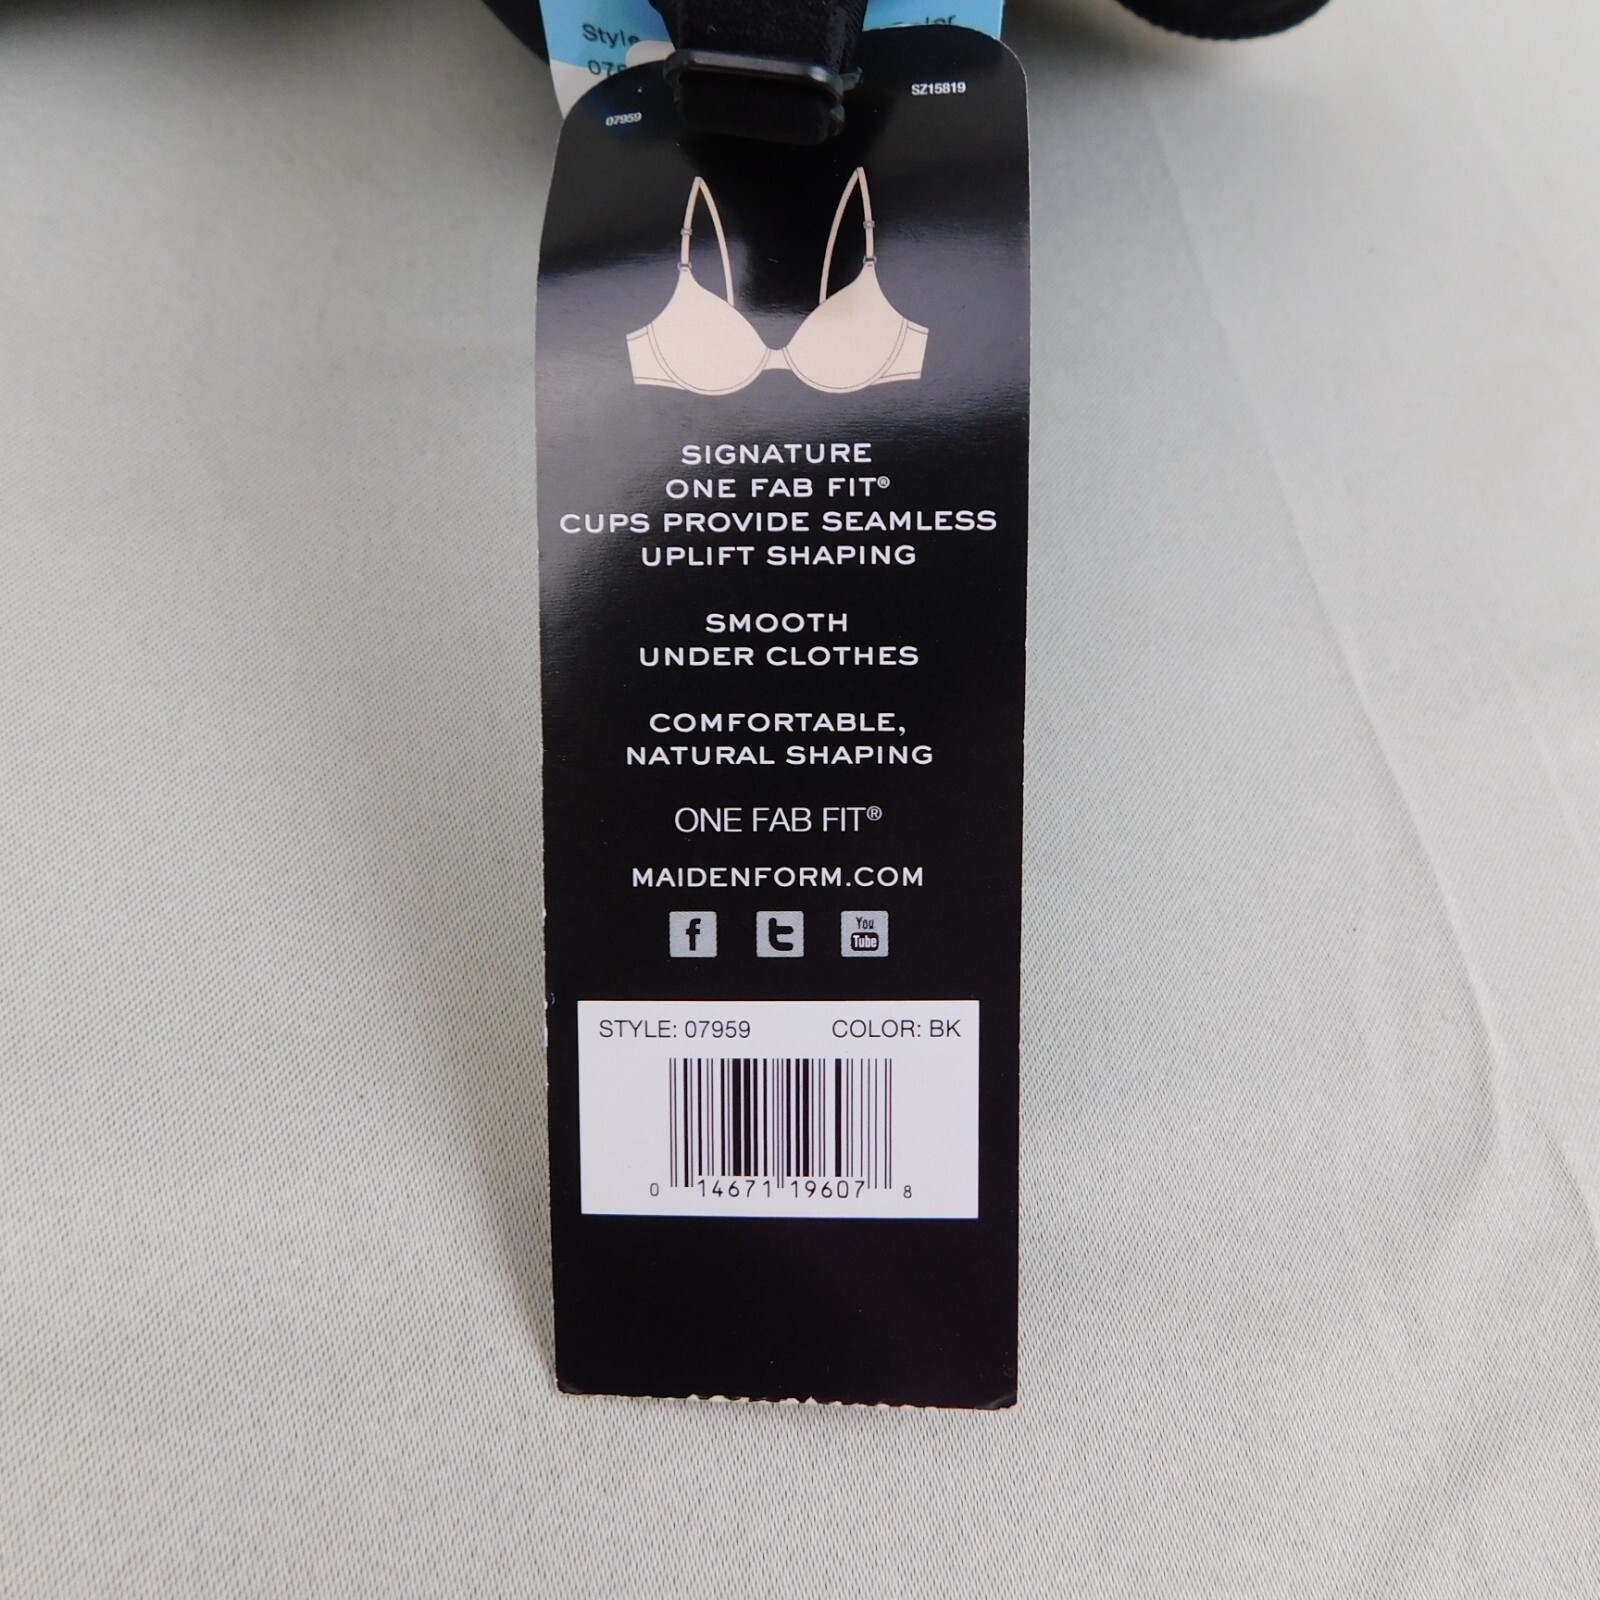 Style
SZ15819
07959
SIGNATURE
ONE FAB FIT®
CUPS PROVIDE SEAMLESS
UPLIFT SHAPING
SMOOTH
UNDER CLOTHES
COMFORTABLE,
NATURAL SHAPING
ONE FAB FIT®
MAIDENFORM.COM
f t You
Tube
STYLE: 07959 COLOR: BK
0 14671 19607 8